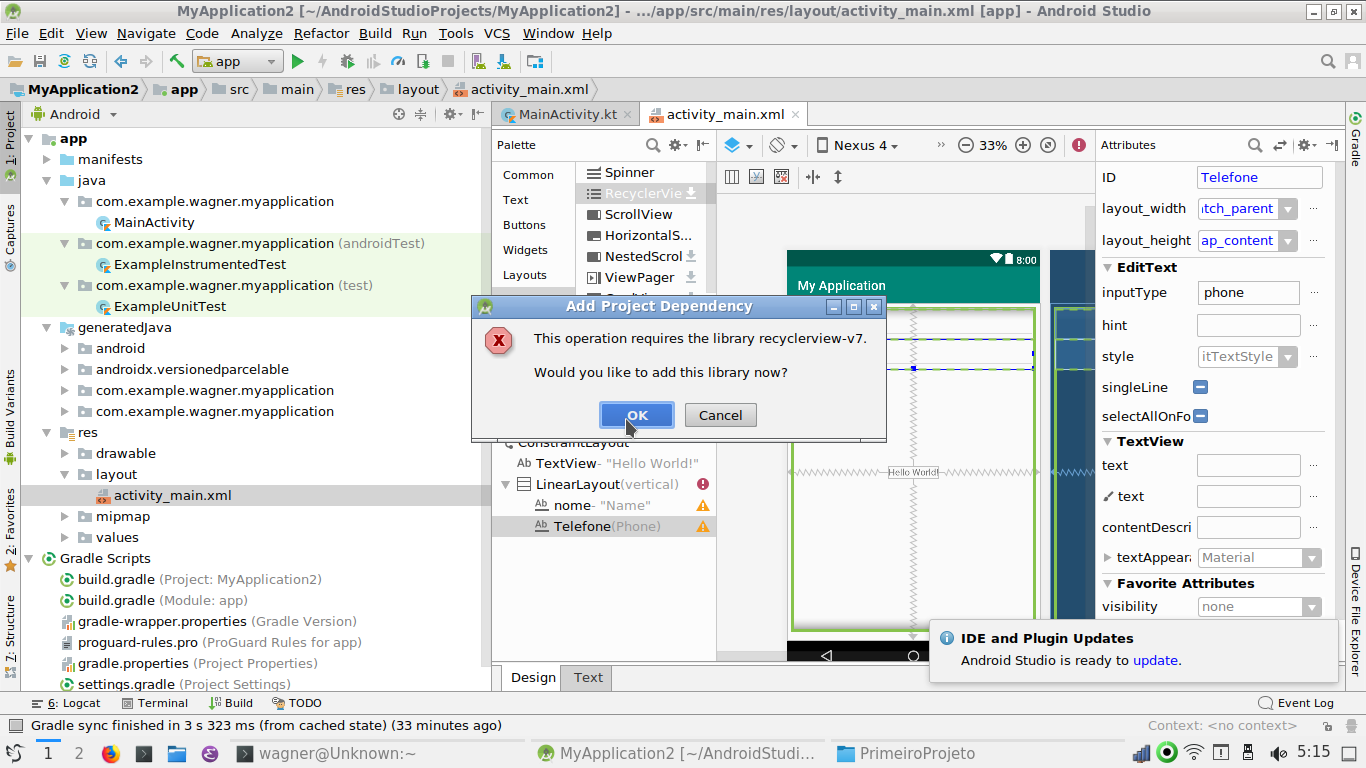 MyApplication2 [~/AndroidStudioProjects/MyApplication2] - .../app/src/main/res/layout/activity_main.xml [app] - Android Studio
File Edit View Navigate Code Analyze Refactor Build Run Tools VCS Window Help
app
MyApplication2 app src main res layout activity_main.xml
1: Project
Captures
Build Variants
2: Favorites
7: Structure
Android
app
manifests
java
com.example.wagner.myapplication
MainActivity
com.example.wagner.myapplication (androidTest)
ExampleInstrumentedTest
com.example.wagner.myapplication (test)
ExampleUnitTest
generatedJava
android
androidx.versionedparcelable
com.example.wagner.myapplication
com.example.wagner.myapplication
res
drawable
layout
activity_main.xml
mipmap
values
Gradle Scripts
build.gradle (Project: MyApplication2)
build.gradle (Module: app)
gradle-wrapper.properties (Gradle Version)
proguard-rules.pro (ProGuard Rules for app)
gradle.properties (Project Properties)
settings.gradle (Project Settings)
MainActivity.kt
activity_main.xml
Palette
Common
Text
Buttons
Widgets
Layouts
Spinner
RecyclerVie
ScrollView
HorizontalS...
NestedScrol
ViewPager
Nexus 4
33%
8:00
My Application
Hello World!
Add Project Dependency
This operation requires the library recyclerview-v7.
Would you like to add this library now?
OK
Cancel
ConstraintLayout
Ab TextView- "Hello World!"
LinearLayout(vertical)
Ab nome- "Name"
Ab Telefone(Phone)
Design
Text
Attributes
ID Telefone
layout_width tch_parent ...
layout_height ap_content ...
EditText
inputType phone
hint ...
style itTextStyle ...
singleLine
selectAllOnFo
TextView
text ...
text ...
contentDescri ...
textAppear Material
Favorite Attributes
visibility none
Gradle
Device File Explorer
IDE and Plugin Updates
Android Studio is ready to update.
6: Logcat
Terminal
Build
TODO
Event Log
Gradle sync finished in 3 s 323 ms (from cached state) (33 minutes ago)
Context: <no context>
1
2
wagner@Unknown:~
MyApplication2 [~/AndroidStudi...
PrimeiroProjeto
5:15